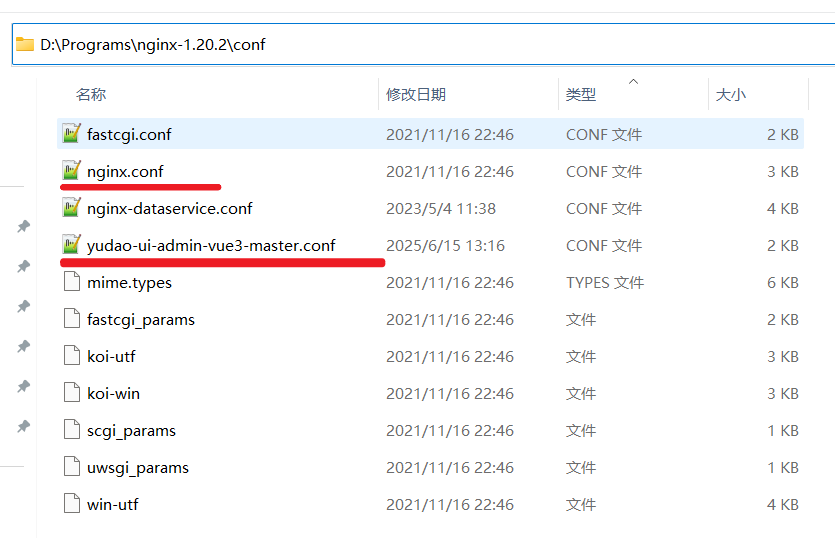 D:\Programs\nginx-1.20.2\conf
名称 修改日期 类型 大小
fastcgi.conf 2021/11/16 22:46 CONF 文件 2 KB
nginx.conf 2021/11/16 22:46 CONF 文件 3 KB
nginx-dataservice.conf 2023/5/4 11:38 CONF 文件 4 KB
yudao-ui-admin-vue3-master.conf 2025/6/15 13:16 CONF 文件 2 KB
mime.types 2021/11/16 22:46 TYPES 文件 6 KB
fastcgi_params 2021/11/16 22:46 文件 2 KB
koi-utf 2021/11/16 22:46 文件 3 KB
koi-win 2021/11/16 22:46 文件 3 KB
scgi_params 2021/11/16 22:46 文件 1 KB
uwsgi_params 2021/11/16 22:46 文件 1 KB
win-utf 2021/11/16 22:46 文件 4 KB